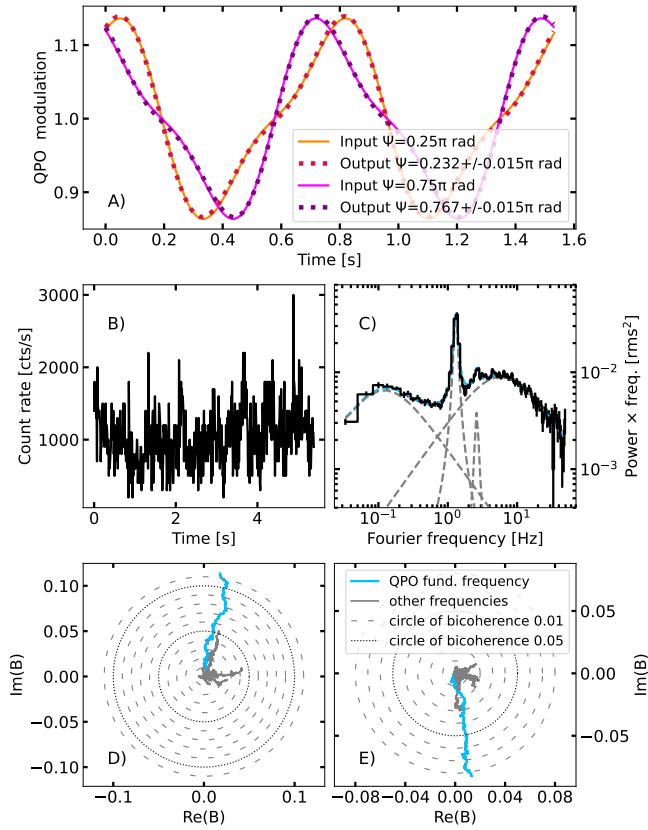 1.1
1.0
0.9
QPO modulation
A)
Input Ψ=0.25π rad
Output Ψ=0.232+/-0.015π rad
Input Ψ=0.75π rad
Output Ψ=0.767+/-0.015π rad
0.0 0.2 0.4 0.6 0.8 1.0 1.2 1.4 1.6
Time [s]
3000
2000
1000
Count rate [cts/s]
B)
0 2 4
Time [s]
C)
10⁻²
10⁻³
Power × freq. [rms²]
10⁻¹ 10⁰ 10¹
Fourier frequency [Hz]
0.10
0.05
0.00
−0.05
−0.10
Im(B)
D)
−0.1 0.0 0.1
Re(B)
QPO fund. frequency
other frequencies
circle of bicoherence 0.01
circle of bicoherence 0.05
0.05
0.00
−0.05
Im(B)
E)
−0.08 −0.04 0.00 0.04 0.08
Re(B)